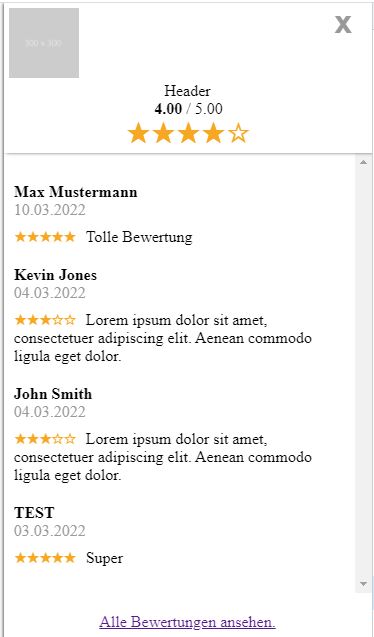 300 x 300
X
Header
4.00 / 5.00
★★★★☆
Max Mustermann
10.03.2022
★★★★★ Tolle Bewertung
Kevin Jones
04.03.2022
★★★☆☆ Lorem ipsum dolor sit amet,
consectetuer adipiscing elit. Aenean commodo
ligula eget dolor.
John Smith
04.03.2022
★★★☆☆ Lorem ipsum dolor sit amet,
consectetuer adipiscing elit. Aenean commodo
ligula eget dolor.
TEST
03.03.2022
★★★★★ Super
Alle Bewertungen ansehen.